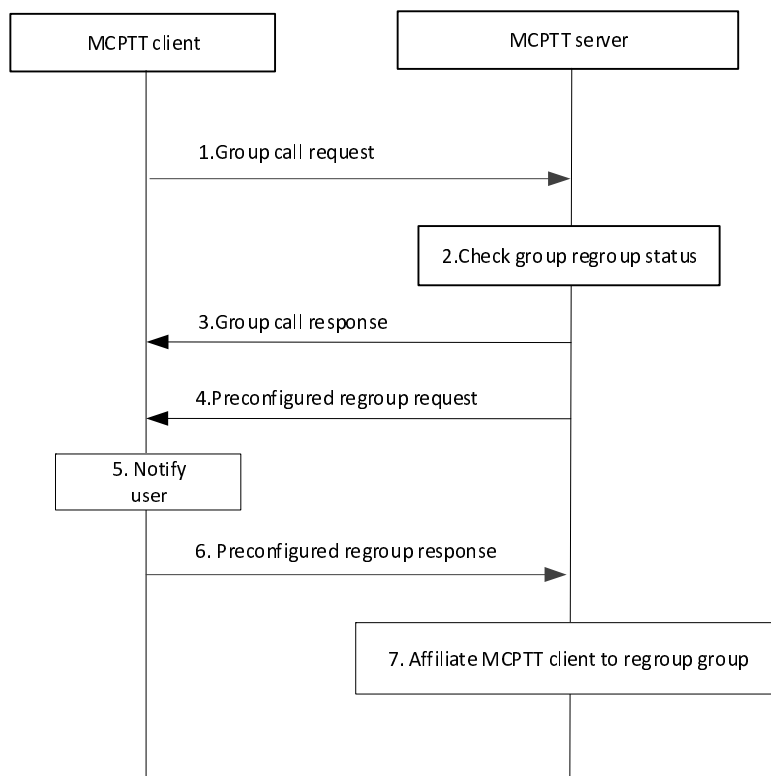 MCPTT client
MCPTT server
1.Group call request
2.Check group regroup status
3.Group call response
4.Preconfigured regroup request
5. Notify
user
6. Preconfigured regroup response
7. Affiliate MCPTT client to regroup group